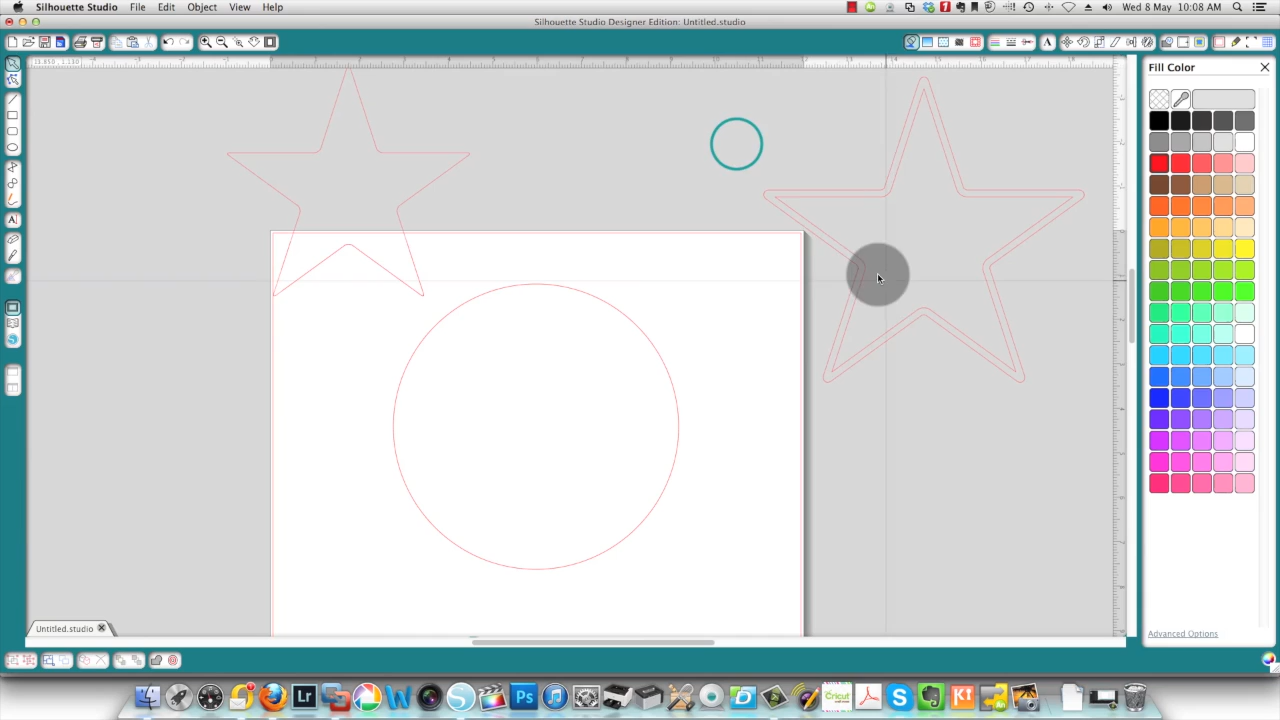 Silhouette Studio File Edit Object View Help
Wed 8 May 10:08 AM
Silhouette Studio Designer Edition: Untitled.studio
Fill Color
Advanced Options
Untitled.studio